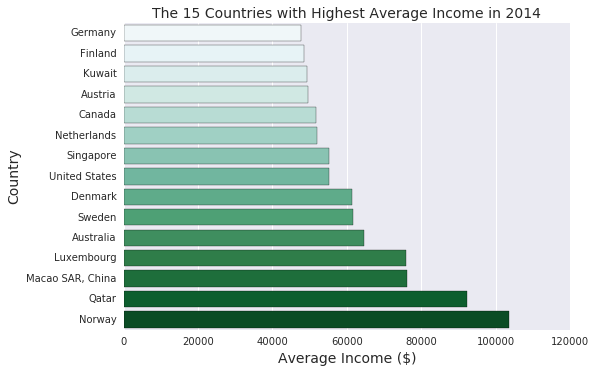 The 15 Countries with Highest Average Income in 2014
Germany
Finland
Kuwait
Austria
Canada
Netherlands
Singapore
United States
Denmark
Sweden
Australia
Luxembourg
Macao SAR, China
Qatar
Norway
Country
0 20000 40000 60000 80000 100000 120000
Average Income ($)